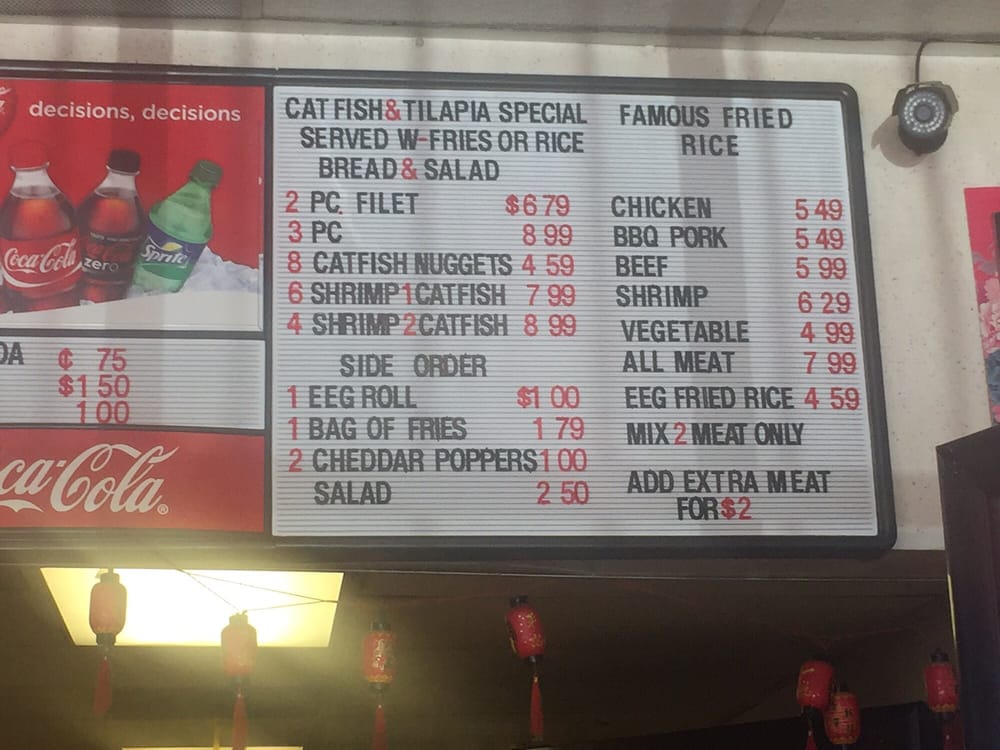 decisions, decisions
Coca-Cola
zero
Sprite
DA ¢ 75
$1 50
1 00
ca-Cola®
CATFISH & TILAPIA SPECIAL
SERVED W-FRIES OR RICE
BREAD & SALAD
2 PC. FILET $6 79
3 PC 8 99
8 CATFISH NUGGETS 4 59
6 SHRIMP 1 CATFISH 7 99
4 SHRIMP 2 CATFISH 8 99
SIDE ORDER
1 EEG ROLL $1 00
1 BAG OF FRIES 1 79
2 CHEDDAR POPPERS 1 00
SALAD 2 50
FAMOUS FRIED
RICE
CHICKEN 5 49
BBQ PORK 5 49
BEEF 5 99
SHRIMP 6 29
VEGETABLE 4 99
ALL MEAT 7 99
EEG FRIED RICE 4 59
MIX 2 MEAT ONLY
ADD EXTRA MEAT
FOR $2